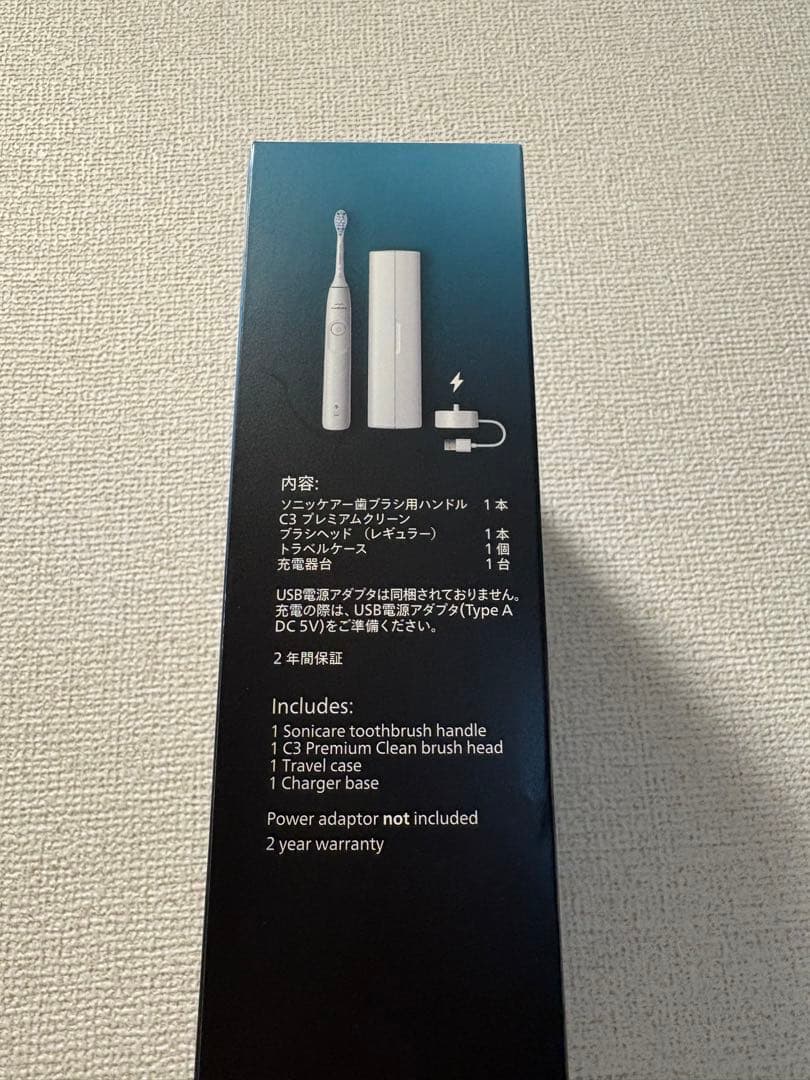 内容:
ソニッケアー歯ブラシ用ハンドル 1本
C3 プレミアムクリーン
ブラシヘッド (レギュラー) 1本
トラベルケース 1個
充電器台 1台
USB電源アダプタは同梱されておりません。
充電の際は、USB電源アダプタ(Type A
DC 5V)をご準備ください。
2年間保証
Includes:
1 Sonicare toothbrush handle
1 C3 Premium Clean brush head
1 Travel case
1 Charger base
Power adaptor not included
2 year warranty